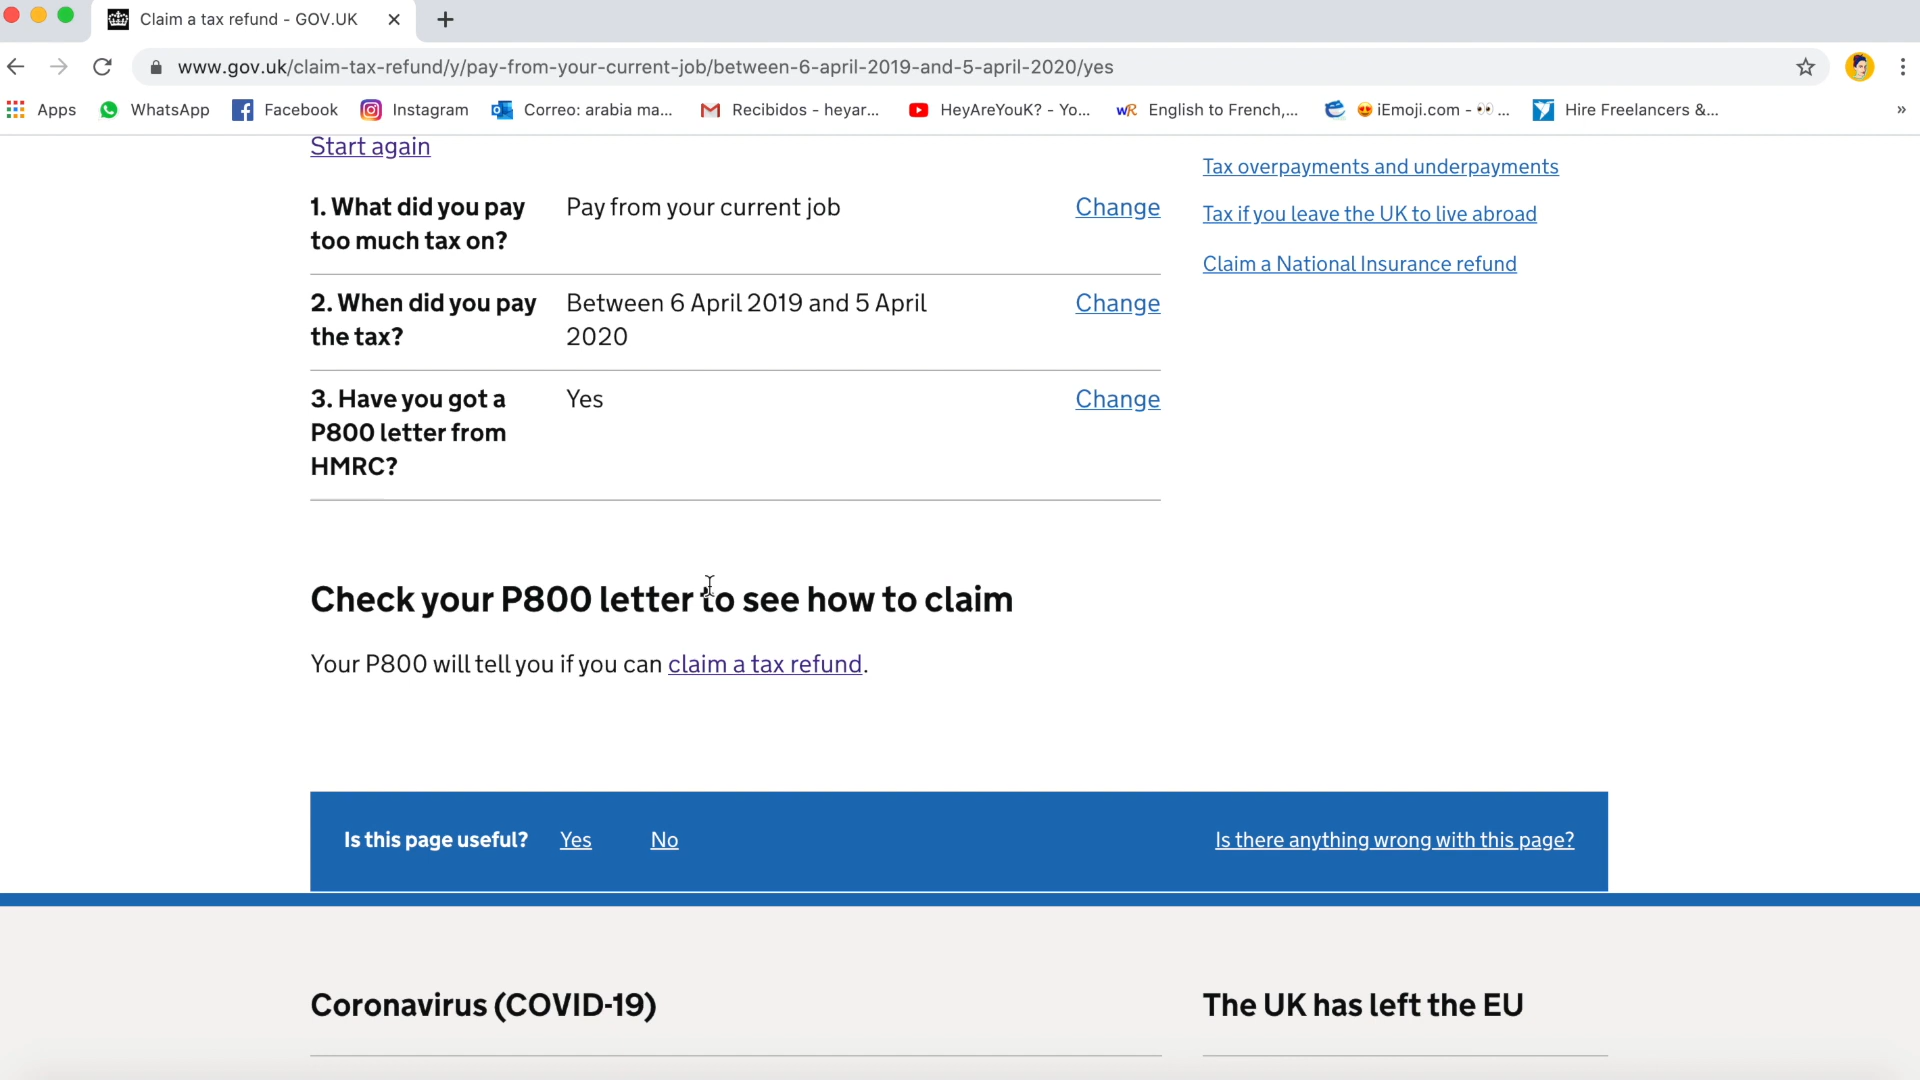 Claim a tax refund - GOV.UK
www.gov.uk/claim-tax-refund/y/pay-from-your-current-job/between-6-april-2019-and-5-april-2020/yes
Apps WhatsApp Facebook Instagram Correo: arabia ma... Recibidos - heyar... HeyAreYouK? - Yo... English to French,... iEmoji.com - 👀 ... Hire Freelancers &... »
Start again
1. What did you pay too much tax on? Pay from your current job Change
2. When did you pay the tax? Between 6 April 2019 and 5 April 2020 Change
3. Have you got a P800 letter from HMRC? Yes Change
Tax overpayments and underpayments
Tax if you leave the UK to live abroad
Claim a National Insurance refund
Check your P800 letter to see how to claim
Your P800 will tell you if you can claim a tax refund.
Is this page useful? Yes No Is there anything wrong with this page?
Coronavirus (COVID-19)
The UK has left the EU